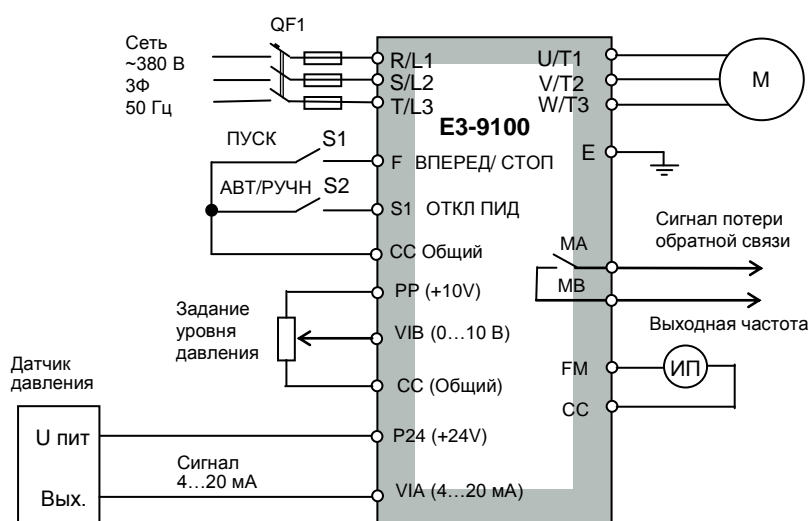 QF1
Сеть
~380 В
3Ф
50 Гц
R/L1
S/L2
T/L3
U/T1
V/T2
W/T3
М
E3-9100
ПУСК
S1
F ВПЕРЕД/ СТОП
E
АВТ/РУЧН
S2
S1 ОТКЛ ПИД
CC Общий
MA
MB
Сигнал потери
обратной связи
Задание
уровня
давления
PP (+10V)
VIB (0…10 В)
CC (Общий)
Выходная частота
FM
ИП
CC
Датчик
давления
U пит
P24 (+24V)
Сигнал
4…20 мА
Вых.
VIA (4…20 мА)